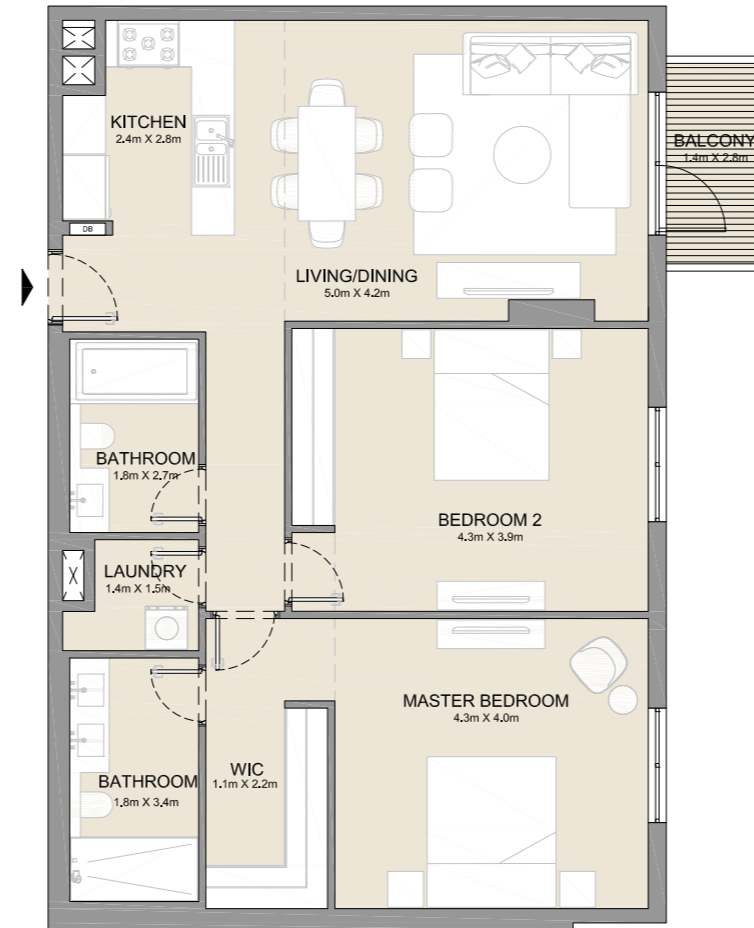 KITCHEN
2.4m X 2.8m
BALCONY
1.4m X 2.8m
DB
LIVING/DINING
5.0m X 4.2m
BATHROOM
1.8m X 2.7m
BEDROOM 2
4.3m X 3.9m
LAUNDRY
1.4m X 1.5m
MASTER BEDROOM
4.3m X 4.0m
WIC
1.1m X 2.2m
BATHROOM
1.8m X 3.4m